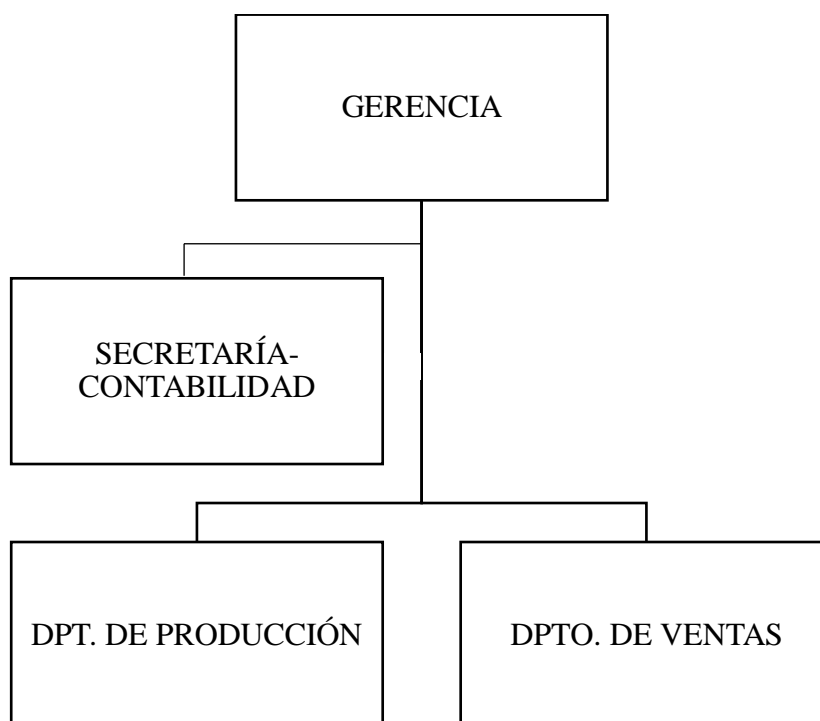 GERENCIA
SECRETARÍA-
CONTABILIDAD
DPT. DE PRODUCCIÓN
DPTO. DE VENTAS